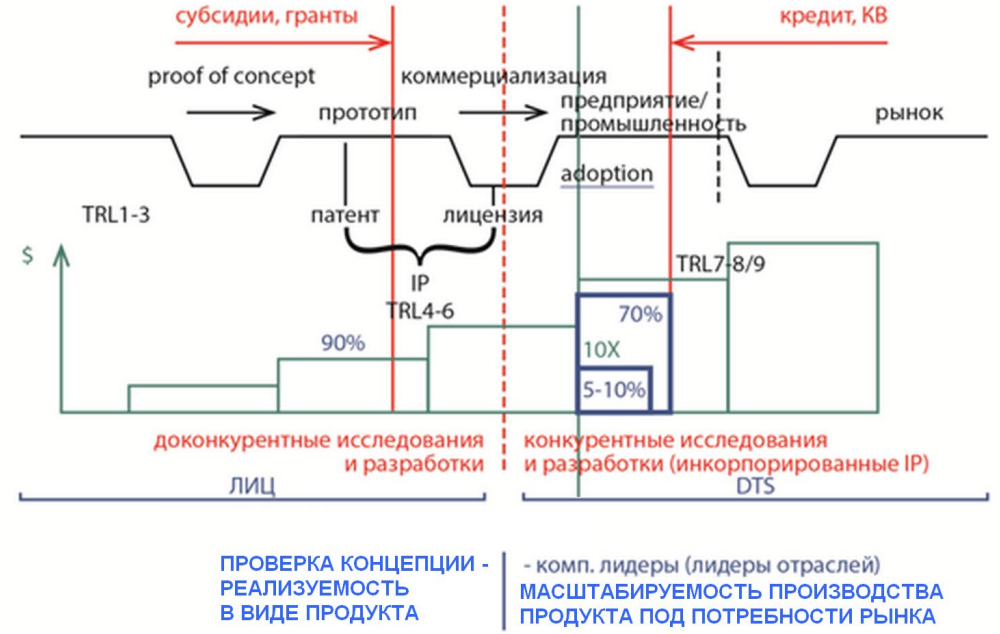 субсидии, гранты
кредит, КВ
proof of concept
коммерциализация
прототип
предприятие/
промышленность
рынок
adoption
TRL1-3
патент
лицензия
$
IP
TRL7-8/9
TRL4-6
70%
90%
10X
5-10%
доконкурентные исследования
и разработки
конкурентные исследования
и разработки (инкорпорированные IP)
ЛИЦ
DTS
ПРОВЕРКА КОНЦЕПЦИИ -
РЕАЛИЗУЕМОСТЬ
В ВИДЕ ПРОДУКТА
- комп. лидеры (лидеры отраслей)
МАСШТАБИРУЕМОСТЬ ПРОИЗВОДСТВА
ПРОДУКТА ПОД ПОТРЕБНОСТИ РЫНКА